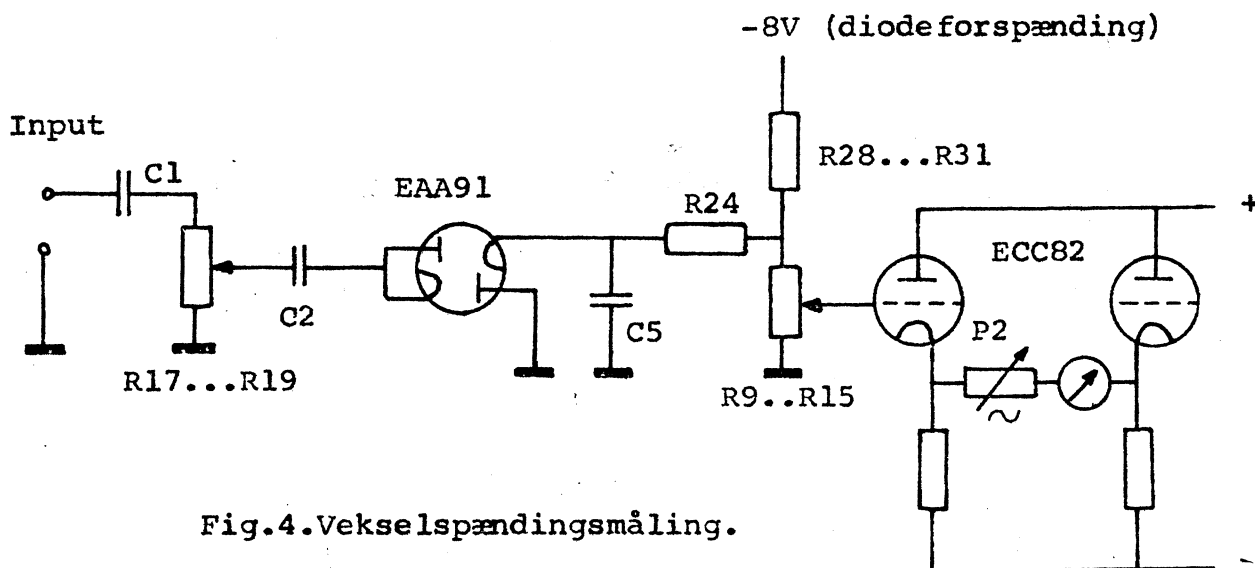 -8V (diodeforspænding)
Input
C1
R28...R31
EAA91
R24
+
ECC82
C2
C5
P2
R17...R19
R9..R15
~
Fig.4.Vekselspændingsmåling.